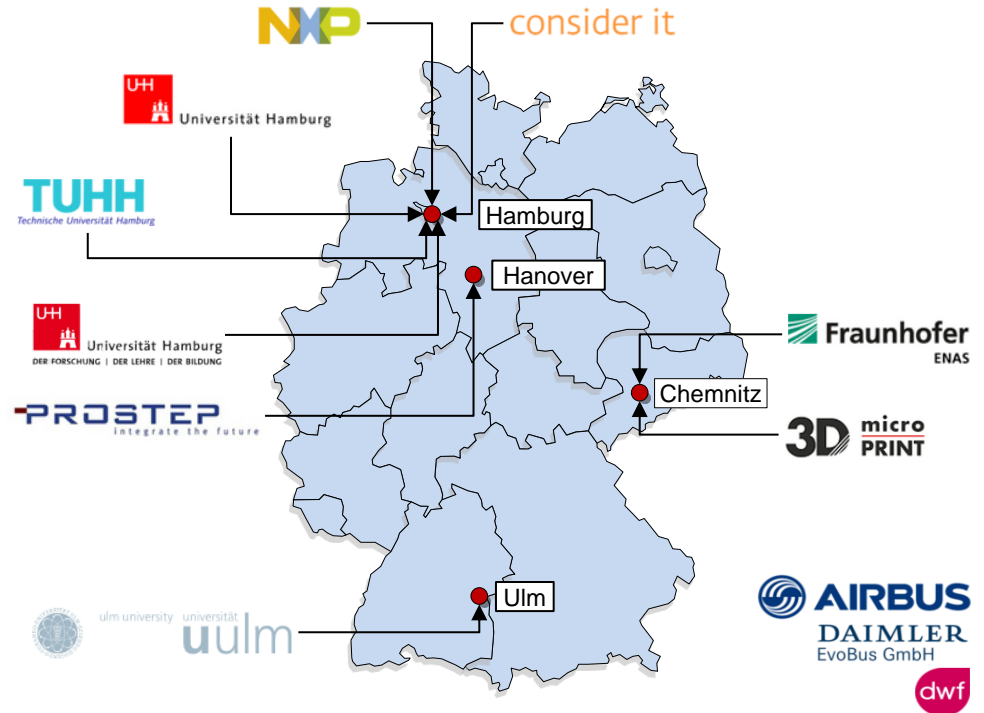 NXP
consider it
UHH
Universität Hamburg
TUHH
Technische Universität Hamburg
Hamburg
Hanover
UHH
Universität Hamburg
DER FORSCHUNG | DER LEHRE | DER BILDUNG
Fraunhofer
ENAS
Chemnitz
PROSTEP
integrate the future
3D micro
PRINT
Ulm
ulm university universität
uulm
AIRBUS
DAIMLER
EvoBus GmbH
dwf